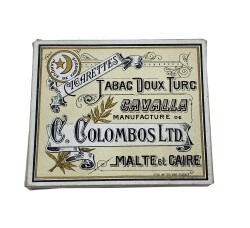 CIGARETTES
TABAC DOUX TURC
CAVALLA
MANUFACTURE DE
C. COLOMBOS LTD.
MALTE et CAIRE